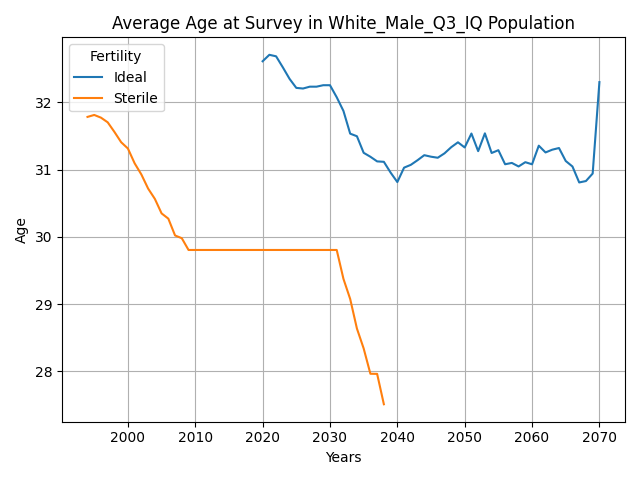 Average Age at Survey in White_Male_Q3_IQ Population
Fertility
Ideal
Sterile
32
31
30
29
28
Age
2000
2010
2020
2030
2040
2050
2060
2070
Years